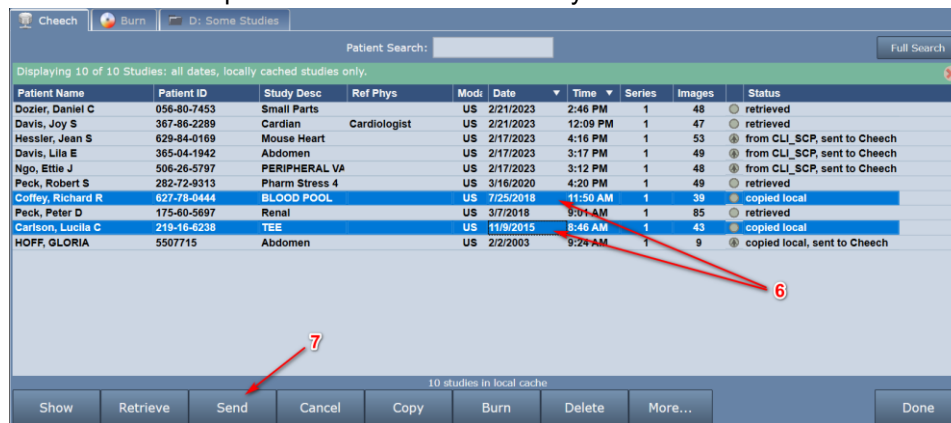 Cheech Burn D: Some Studies
Patient Search: Full Search
Displaying 10 of 10 Studies: all dates, locally cached studies only.
Patient Name Patient ID Study Desc Ref Phys Moda Date Time Series Images Status
Dozier, Daniel C 056-80-7453 Small Parts US 2/21/2023 2:46 PM 1 48 retrieved
Davis, Joy S 367-86-2289 Cardian Cardiologist US 2/21/2023 12:09 PM 1 47 retrieved
Hessler, Jean S 629-84-0169 Mouse Heart US 2/17/2023 4:16 PM 1 53 from CLI_SCP, sent to Cheech
Davis, Lila E 365-04-1942 Abdomen US 2/17/2023 3:17 PM 1 49 from CLI_SCP, sent to Cheech
Ngo, Ettie J 506-26-5797 PERIPHERAL VA US 2/17/2023 3:12 PM 1 48 from CLI_SCP, sent to Cheech
Peck, Robert S 282-72-9313 Pharm Stress 4 US 3/16/2020 4:20 PM 1 49 retrieved
Coffey, Richard R 627-78-0444 BLOOD POOL US 7/25/2018 11:50 AM 1 39 copied local
Peck, Peter D 175-60-5697 Renal US 3/7/2018 9:01 AM 1 85 retrieved
Carlson, Lucila C 219-16-6238 TEE US 11/9/2015 8:46 AM 1 43 copied local
HOFF, GLORIA 5507715 Abdomen US 2/2/2003 9:24 AM 1 9 copied local, sent to Cheech
6
7
10 studies in local cache
Show Retrieve Send Cancel Copy Burn Delete More... Done